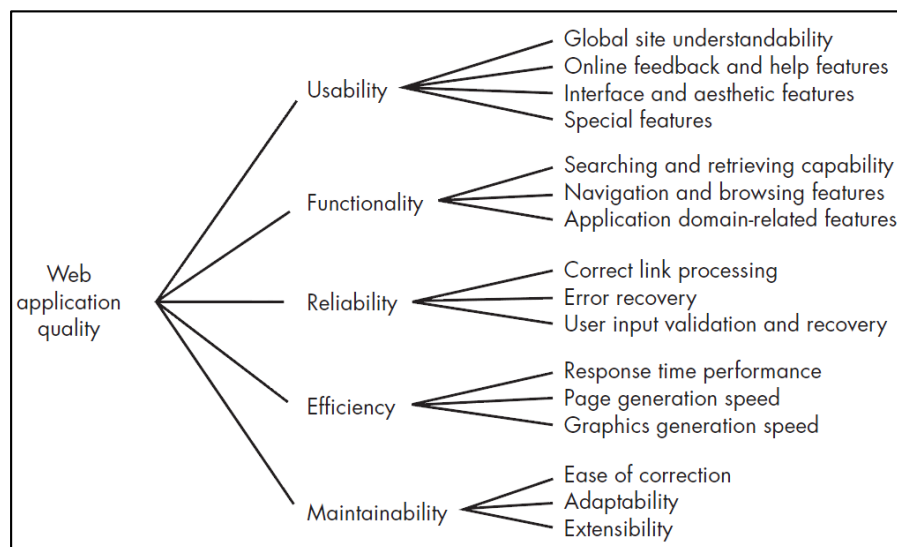 Web
application
quality
Usability
Global site understandability
Online feedback and help features
Interface and aesthetic features
Special features
Functionality
Searching and retrieving capability
Navigation and browsing features
Application domain-related features
Reliability
Correct link processing
Error recovery
User input validation and recovery
Efficiency
Response time performance
Page generation speed
Graphics generation speed
Maintainability
Ease of correction
Adaptability
Extensibility